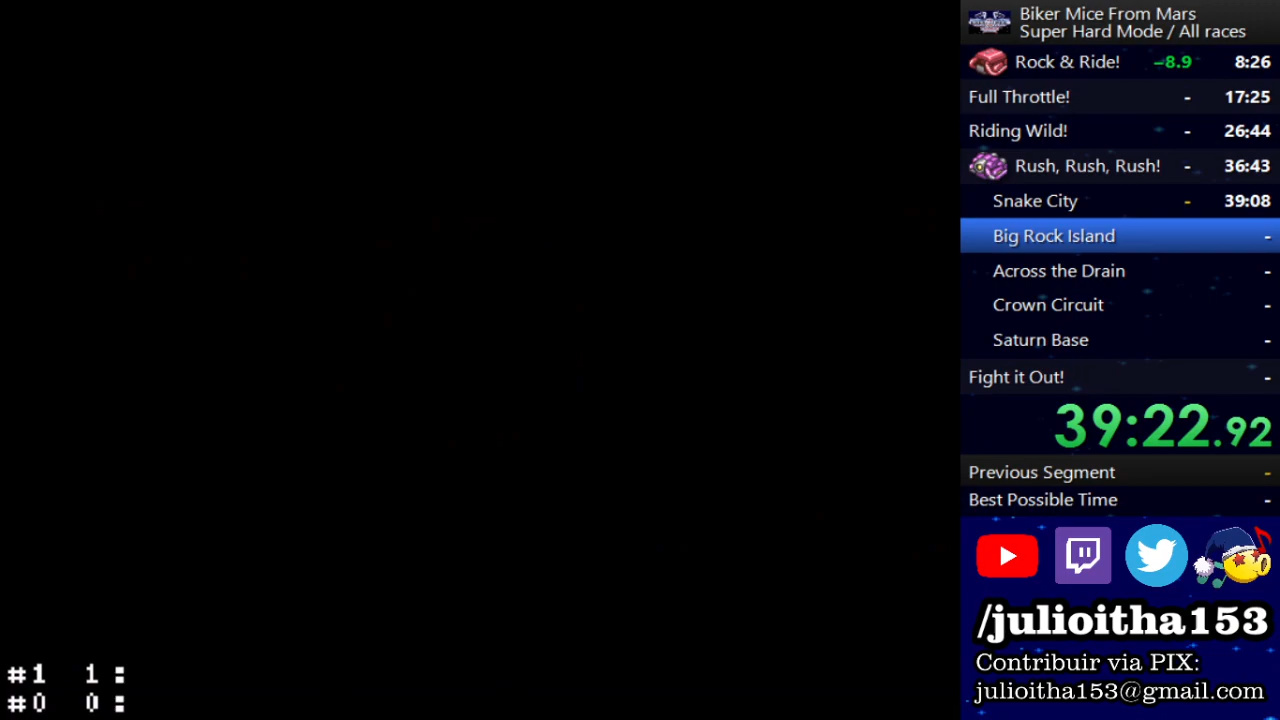 Biker Mice From Mars
Super Hard Mode / All races
Rock & Ride! −8.9 8:26
Full Throttle! - 17:25
Riding Wild! - 26:44
Rush, Rush, Rush! - 36:43
Snake City - 39:08
Big Rock Island -
Across the Drain -
Crown Circuit -
Saturn Base -
Fight it Out! -
39:22.92
Previous Segment -
Best Possible Time -
/julioitha153
Contribuir via PIX:
julioitha153@gmail.com
#1 1 :
#0 0 :